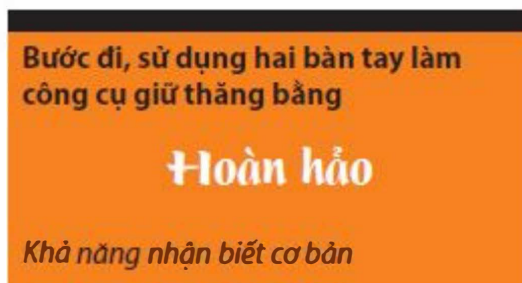 Bước đi, sử dụng hai bàn tay làm
công cụ giữ thăng bằng
Hoàn hảo
Khả năng nhận biết cơ bản